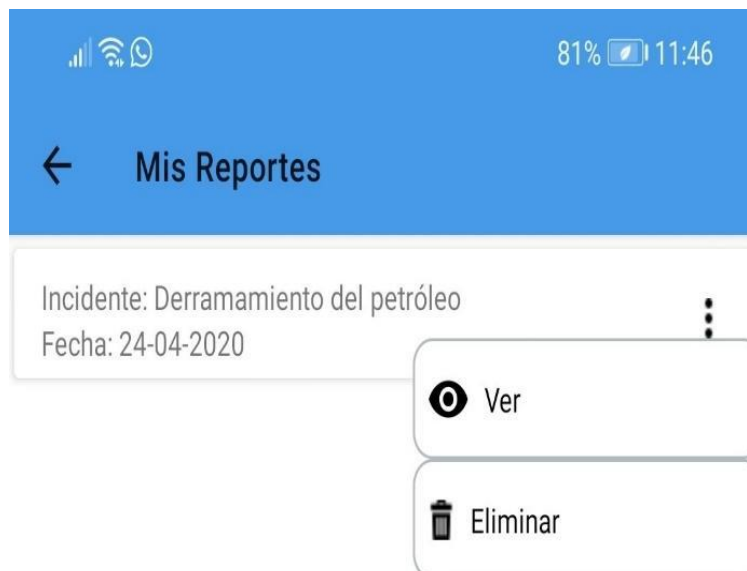 81% 11:46
Mis Reportes
Incidente: Derramamiento del petróleo
Fecha: 24-04-2020
Ver
Eliminar